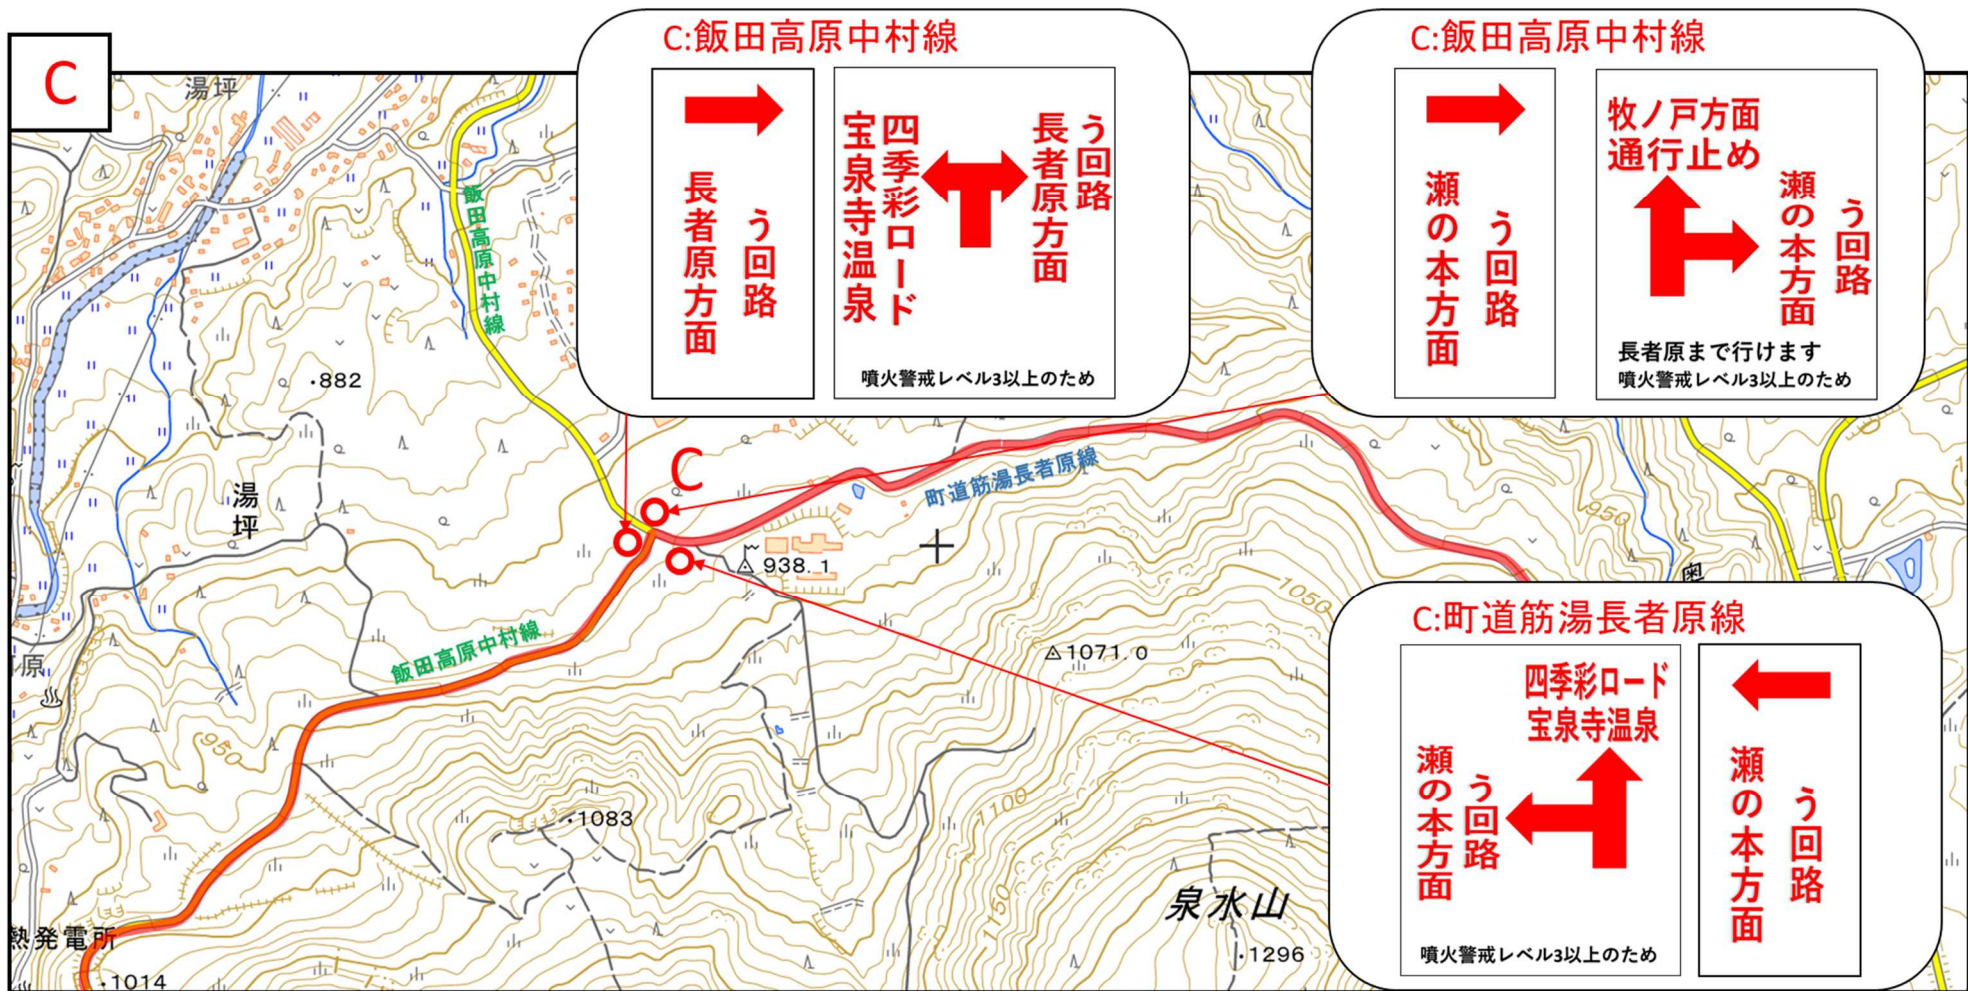 C
湯坪
C:飯田高原中村線
長者原方面
う回路
四季彩ロード
宝泉寺温泉
う回路
長者原方面
噴火警戒レベル3以上のため
C:飯田高原中村線
瀬の本方面
う回路
牧ノ戸方面
通行止め
う回路
瀬の本方面
長者原まで行けます
噴火警戒レベル3以上のため
飯田高原中村線
882
湯坪
C
町道筋湯長者原線
938.1
950
奥
1050
1071.0
飯田高原中村線
原
950
1083
1100
1150
泉水山
1296
熱発電所
1014
C:町道筋湯長者原線
四季彩ロード
宝泉寺温泉
瀬の本方面
う回路
噴火警戒レベル3以上のため
瀬の本方面
う回路